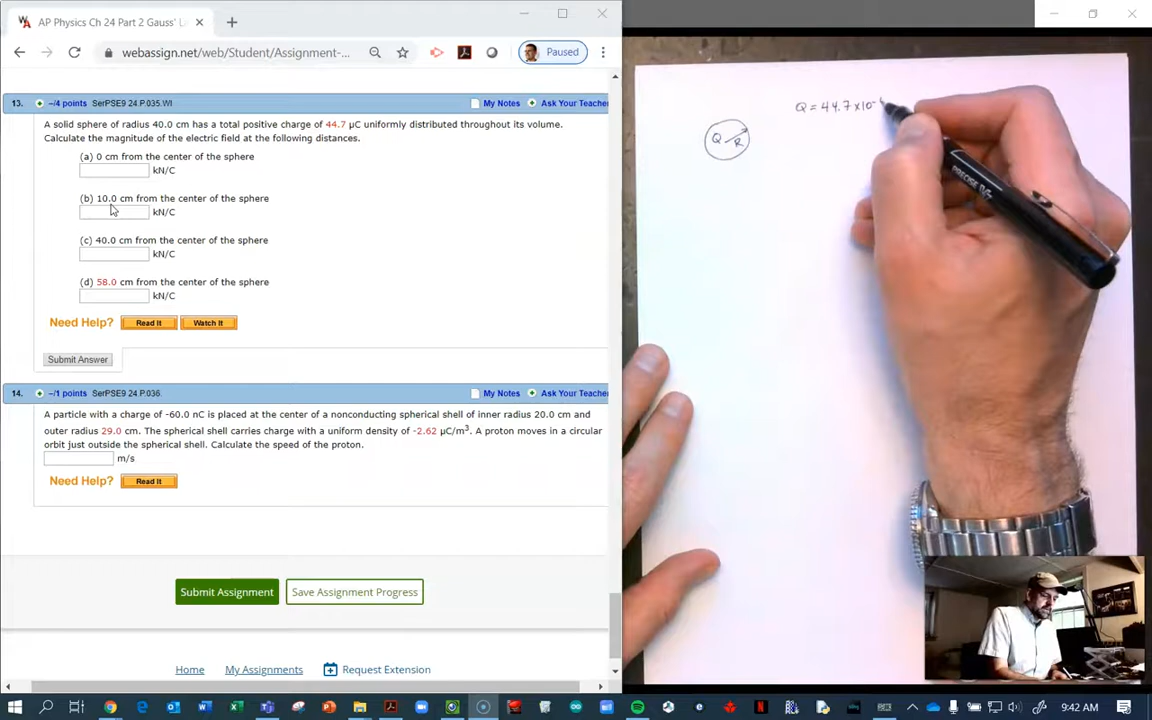 AP Physics Ch 24 Part 2 Gauss' L
webassign.net/web/Student/Assignment-...
Paused
13.
–/4 points SerPSE9 24.P.035.WI
My Notes
Ask Your Teacher
A solid sphere of radius 40.0 cm has a total positive charge of 44.7 µC uniformly distributed throughout its volume.
Calculate the magnitude of the electric field at the following distances.
(a) 0 cm from the center of the sphere
kN/C
(b) 10.0 cm from the center of the sphere
kN/C
(c) 40.0 cm from the center of the sphere
kN/C
(d) 58.0 cm from the center of the sphere
kN/C
Need Help? Read It Watch It
Submit Answer
14.
–/1 points SerPSE9 24.P.036.
My Notes
Ask Your Teacher
A particle with a charge of -60.0 nC is placed at the center of a nonconducting spherical shell of inner radius 20.0 cm and
outer radius 29.0 cm. The spherical shell carries charge with a uniform density of -2.62 µC/m³. A proton moves in a circular
orbit just outside the spherical shell. Calculate the speed of the proton.
m/s
Need Help? Read It
Submit Assignment
Save Assignment Progress
Home
My Assignments
Request Extension
9:42 AM
Q = 44.7 x10⁻
Q R
PRECISE V7